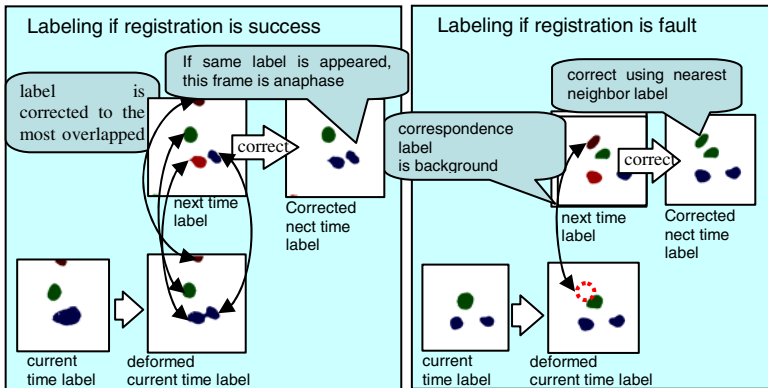 Labeling if registration is success
If same label is appeared,
this frame is anaphase
label is
corrected to the
most overlapped
correct
next time
label
Corrected
nect time
label
current
time label
deformed
current time label
Labeling if registration is fault
correct using nearest
neighbor label
correspondence
label
is background
correct
next time
label
Corrected
nect time
label
current
time label
deformed
current time label